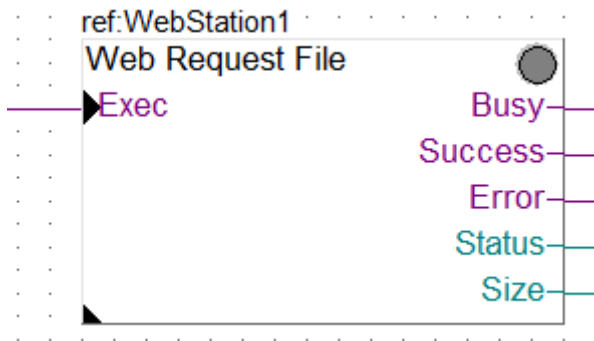 ref:WebStation1
Web Request File
Exec
Busy
Success
Error
Status
Size